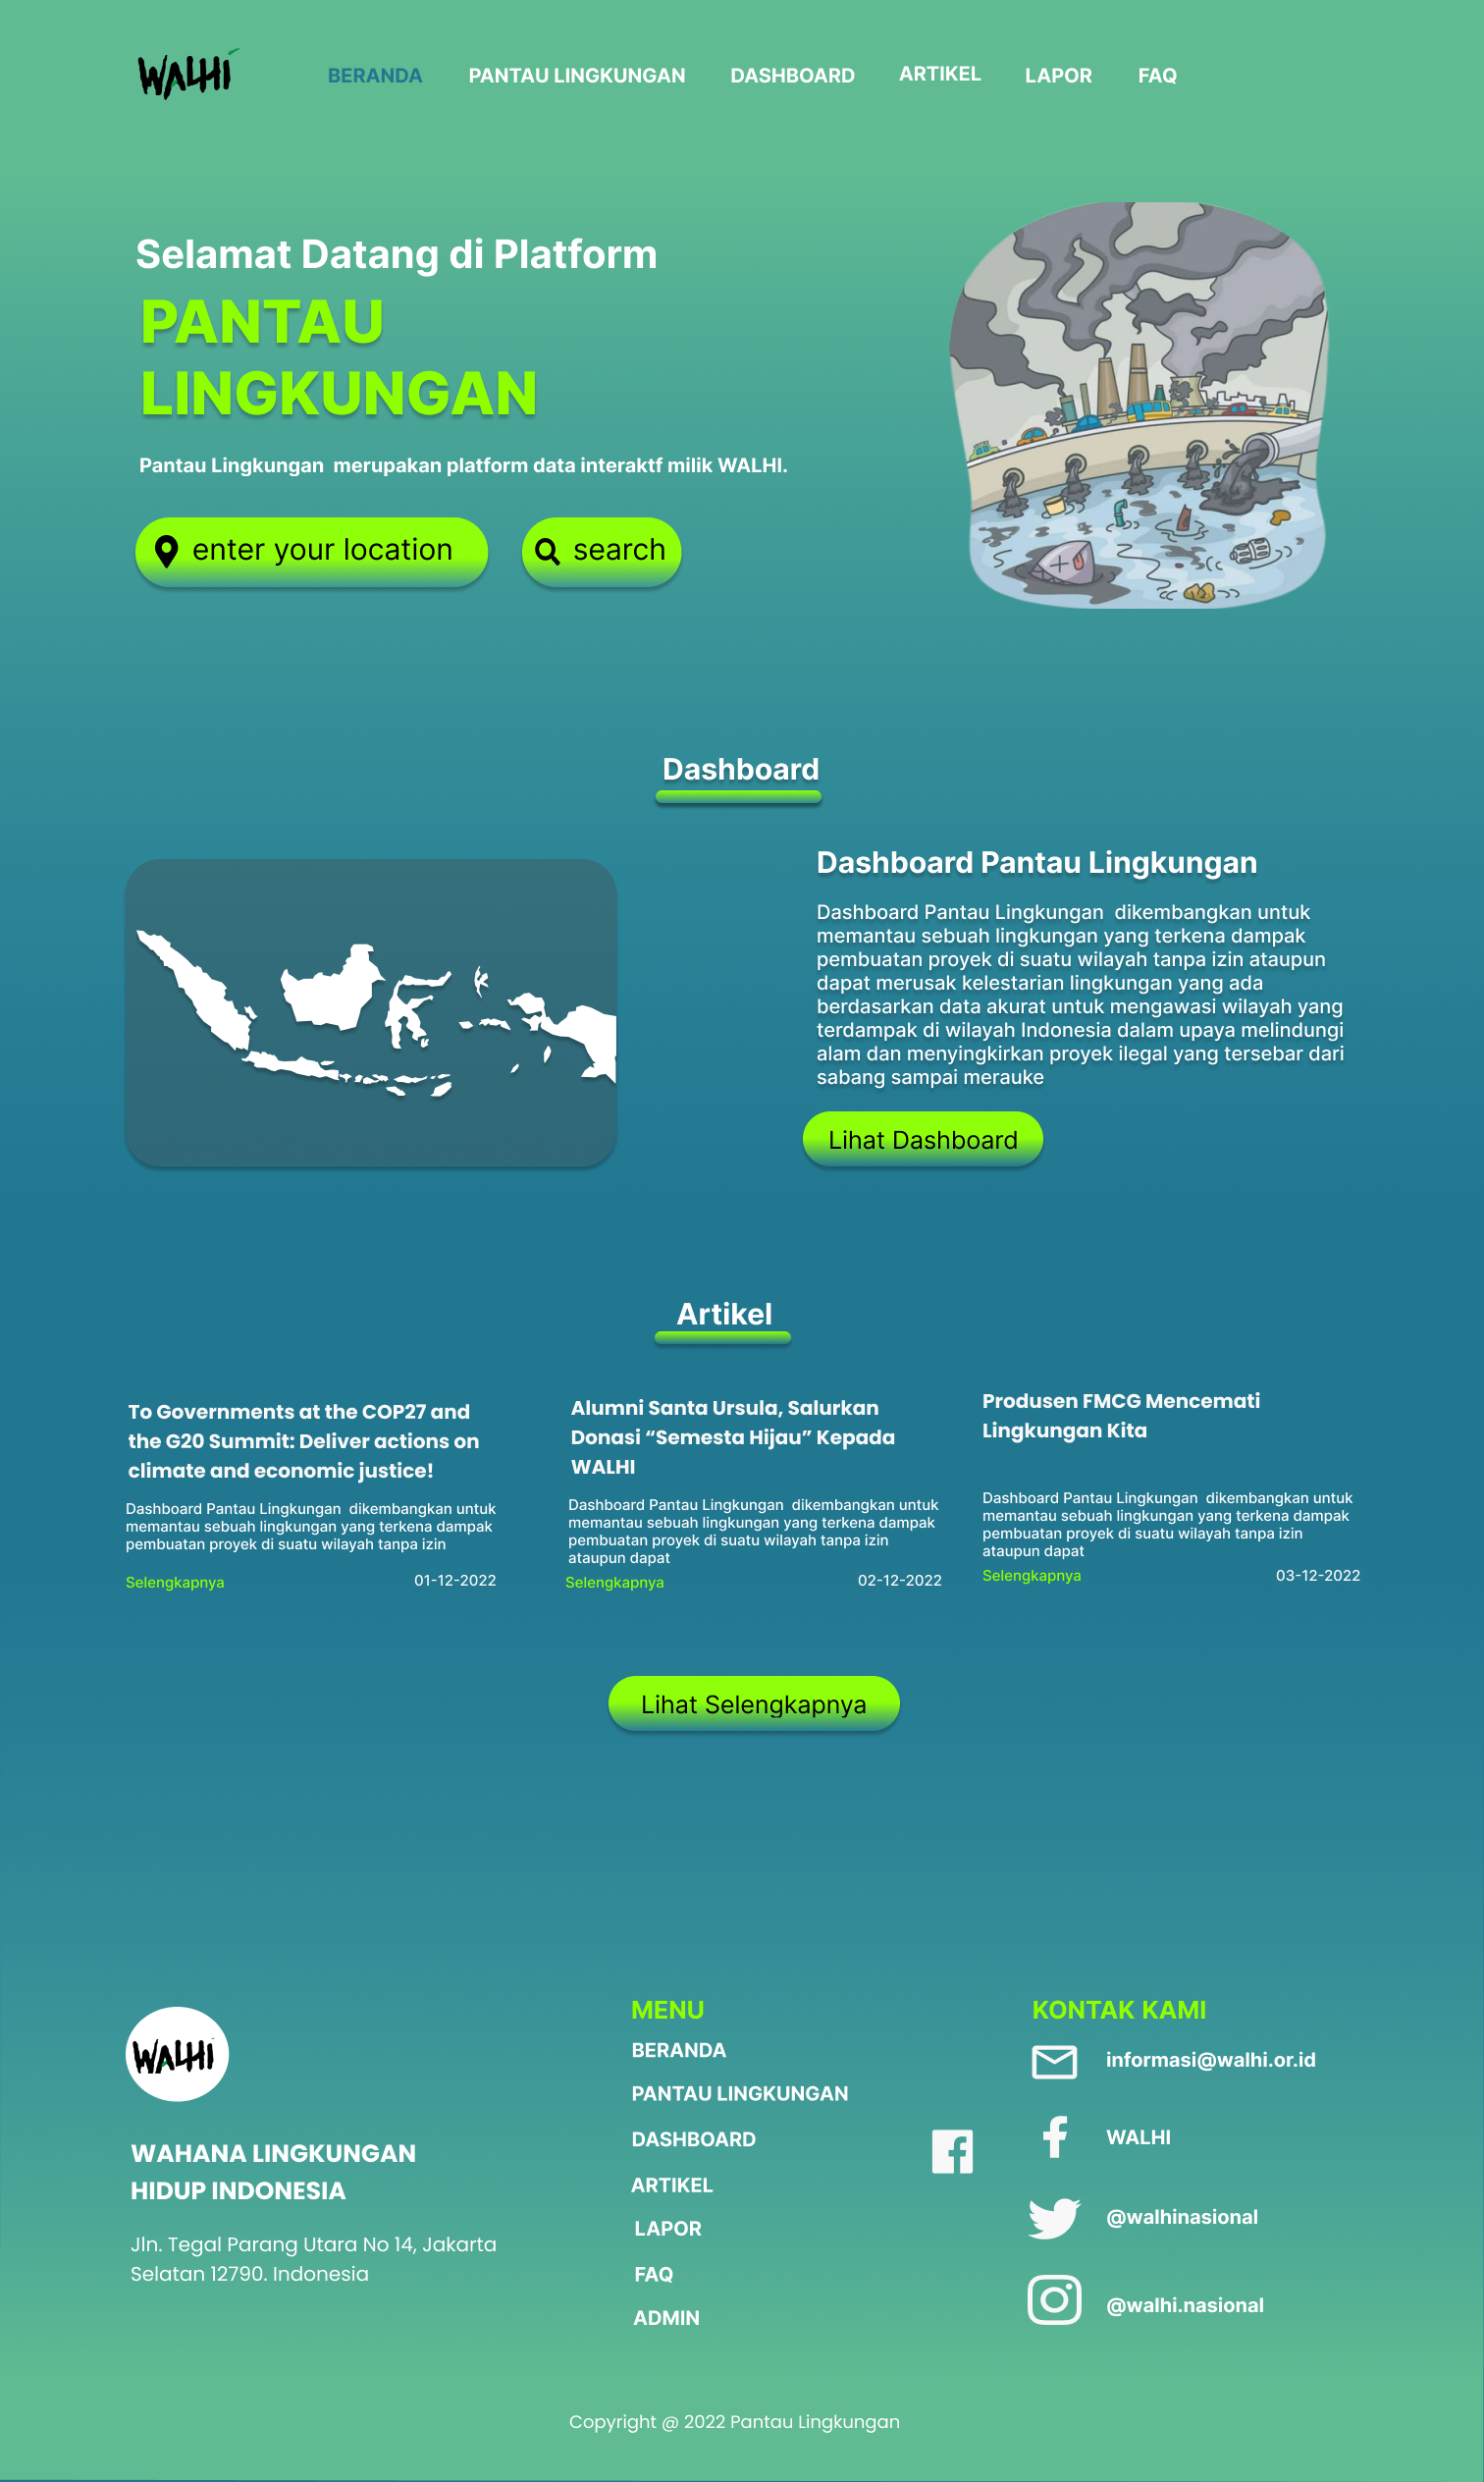 WALHI
BERANDA
PANTAU LINGKUNGAN
DASHBOARD
ARTIKEL
LAPOR
FAQ
Selamat Datang di Platform
PANTAU
LINGKUNGAN
Pantau Lingkungan  merupakan platform data interaktf milik WALHI.
enter your location
search
Dashboard
Dashboard Pantau Lingkungan
Dashboard Pantau Lingkungan  dikembangkan untuk
memantau sebuah lingkungan yang terkena dampak
pembuatan proyek di suatu wilayah tanpa izin ataupun
dapat merusak kelestarian lingkungan yang ada
berdasarkan data akurat untuk mengawasi wilayah yang
terdampak di wilayah Indonesia dalam upaya melindungi
alam dan menyingkirkan proyek ilegal yang tersebar dari
sabang sampai merauke
Lihat Dashboard
Artikel
To Governments at the COP27 and
the G20 Summit: Deliver actions on
climate and economic justice!
Dashboard Pantau Lingkungan  dikembangkan untuk
memantau sebuah lingkungan yang terkena dampak
pembuatan proyek di suatu wilayah tanpa izin
Selengkapnya
01-12-2022
Alumni Santa Ursula, Salurkan
Donasi “Semesta Hijau” Kepada
WALHI
Dashboard Pantau Lingkungan  dikembangkan untuk
memantau sebuah lingkungan yang terkena dampak
pembuatan proyek di suatu wilayah tanpa izin
ataupun dapat
Selengkapnya
02-12-2022
Produsen FMCG Mencemati
Lingkungan Kita
Dashboard Pantau Lingkungan  dikembangkan untuk
memantau sebuah lingkungan yang terkena dampak
pembuatan proyek di suatu wilayah tanpa izin
ataupun dapat
Selengkapnya
03-12-2022
Lihat Selengkapnya
WALHI
WAHANA LINGKUNGAN
HIDUP INDONESIA
Jln. Tegal Parang Utara No 14, Jakarta
Selatan 12790. Indonesia
MENU
BERANDA
PANTAU LINGKUNGAN
DASHBOARD
ARTIKEL
LAPOR
FAQ
ADMIN
KONTAK KAMI
informasi@walhi.or.id
WALHI
@walhinasional
@walhi.nasional
Copyright @ 2022 Pantau Lingkungan